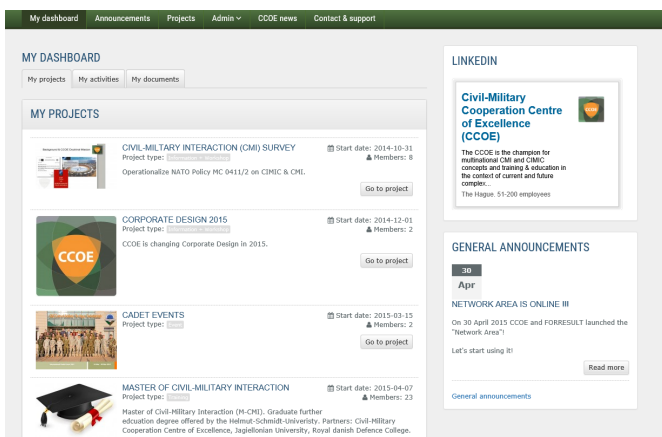 My dashboard Announcements Projects Admin CCOE news Contact & support
MY DASHBOARD
My projects My activities My documents
MY PROJECTS
CIVIL-MILTARY INTERACTION (CMI) SURVEY
Start date: 2014-10-31
Project type: Information + Workshop
Members: 8
Operationalize NATO Policy MC 0411/2 on CIMIC & CMI.
Go to project
CCOE
CORPORATE DESIGN 2015
Start date: 2014-12-01
Project type: Information + Workshop
Members: 2
CCOE is changing Corporate Design in 2015.
Go to project
CADET EVENTS
Start date: 2015-03-15
Project type:
Members: 2
Go to project
MASTER OF CIVIL-MILITARY INTERACTION
Start date: 2015-04-07
Project type: Training
Members: 23
Master of Civil-Military Interaction (M-CMI). Graduate further
edcuation degree offered by the Helmut-Schmidt-Univeristy. Partners: Civil-Military
Cooperation Centre of Excellence, Jagiellonian University, Royal danish Defence College.
LINKEDIN
Civil-Military
Cooperation Centre
of Excellence
(CCOE)
The CCOE is the champion for
multinational CMI and CIMIC
concepts and training & education in
the context of current and future
complex...
The Hague. 51-200 employees
GENERAL ANNOUNCEMENTS
30
Apr
NETWORK AREA IS ONLINE !!!
On 30 April 2015 CCOE and FORRESULT launched the
"Network Area"!
Let's start using it!
Read more
General announcements